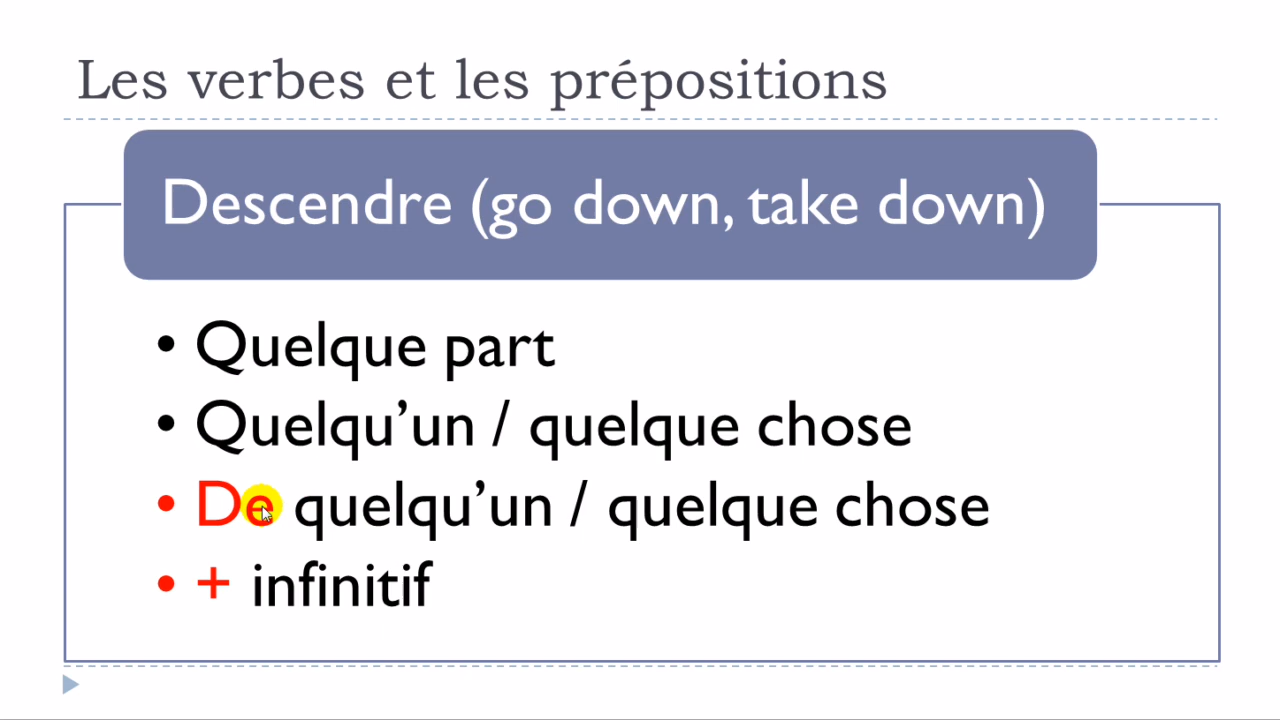 Les verbes et les prépositions
Descendre (go down, take down)
• Quelque part
• Quelqu’un / quelque chose
• De quelqu’un / quelque chose
• + infinitif